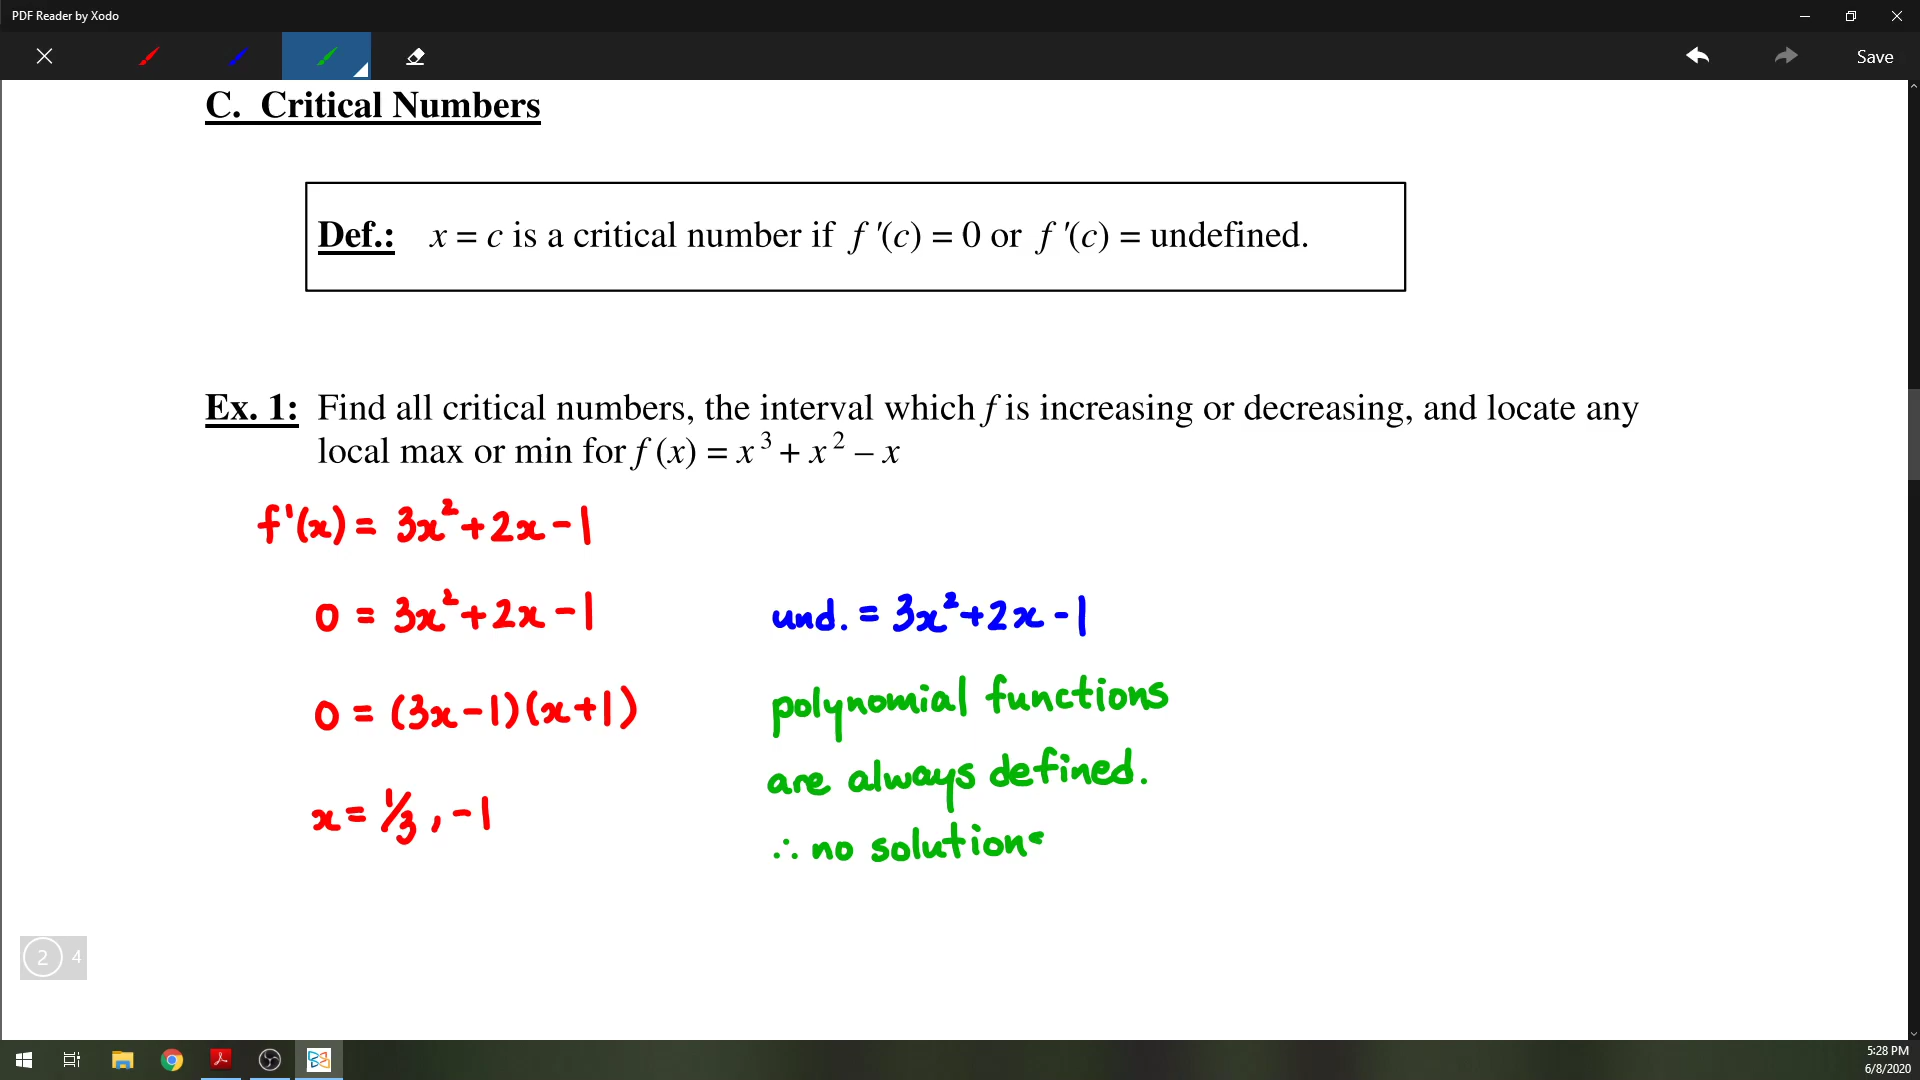 PDF Reader by Xodo
Save
C. Critical Numbers
Def.: x = c is a critical number if f '(c) = 0 or f '(c) = undefined.
Ex. 1: Find all critical numbers, the interval which f is increasing or decreasing, and locate any
local max or min for f (x) = x³ + x² – x
f'(x) = 3x²+2x-1
0 = 3x²+2x-1
und. = 3x²+2x-1
0 = (3x-1)(x+1)
polynomial functions
are always defined.
x = 1/3, -1
∴ no solutions
2 4
5:28 PM
6/8/2020